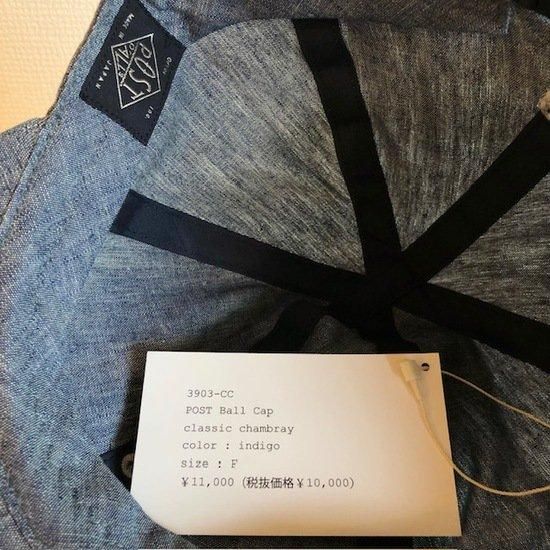 POST
O'ALLS
MADE IN JAPAN
3903-CC
POST Ball Cap
classic chambray
color : indigo
size : F
¥11,000 (税抜価格¥10,000)